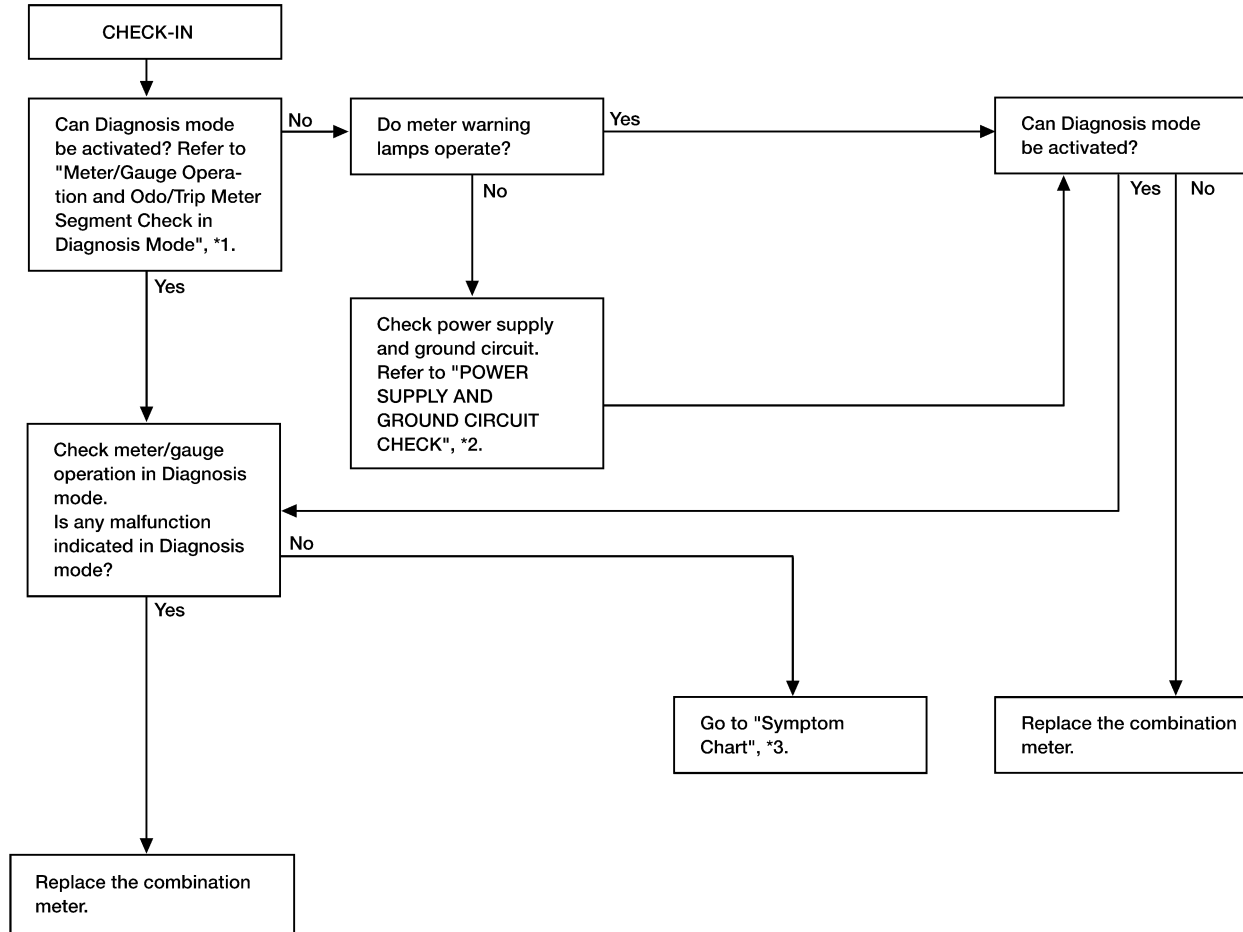 CHECK-IN
Can Diagnosis mode
be activated? Refer to
"Meter/Gauge Opera-
tion and Odo/Trip Meter
Segment Check in
Diagnosis Mode", *1.
No
Do meter warning
lamps operate?
Yes
Can Diagnosis mode
be activated?
Yes
No
No
Yes
Check power supply
and ground circuit.
Refer to "POWER
SUPPLY AND
GROUND CIRCUIT
CHECK", *2.
Check meter/gauge
operation in Diagnosis
mode.
Is any malfunction
indicated in Diagnosis
mode?
No
Yes
Go to "Symptom
Chart", *3.
Replace the combination
meter.
Replace the combination
meter.